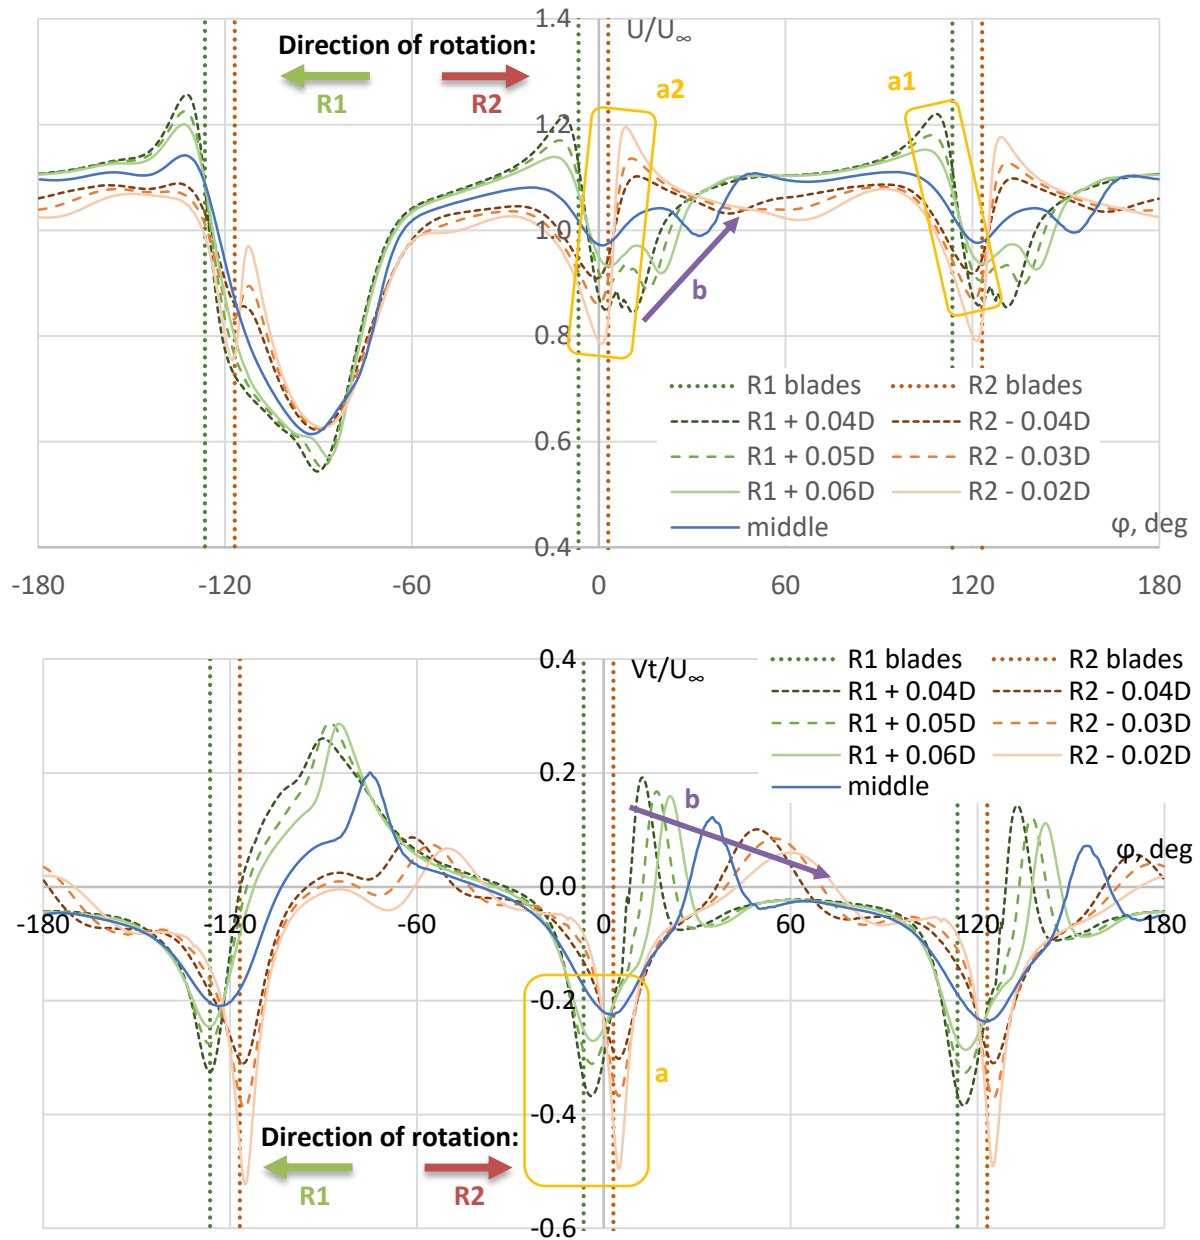 1.4
U/U∞
Direction of rotation:
R1
R2
a2
a1
1.2
1.0
b
0.8
R1 blades
R2 blades
R1 + 0.04D
R2 - 0.04D
0.6
R1 + 0.05D
R2 - 0.03D
R1 + 0.06D
R2 - 0.02D
middle
φ, deg
0.4
-180
-120
-60
0
60
120
180
0.4
Vt/U∞
R1 blades
R2 blades
R1 + 0.04D
R2 - 0.04D
R1 + 0.05D
R2 - 0.03D
R1 + 0.06D
R2 - 0.02D
0.2
middle
b
φ, deg
0.0
-180
-120
-60
0
60
120
180
-0.2
a
-0.4
Direction of rotation:
R1
R2
-0.6